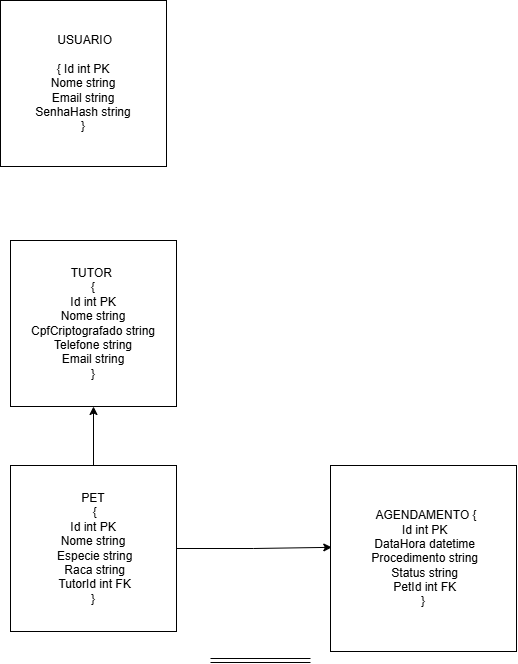 USUARIO
{ Id int PK
Nome string
Email string
SenhaHash string
}
TUTOR
{
Id int PK
Nome string
CpfCriptografado string
Telefone string
Email string
}
PET
{
Id int PK
Nome string
Especie string
Raca string
TutorId int FK
}
AGENDAMENTO {
Id int PK
DataHora datetime
Procedimento string
Status string
PetId int FK
}